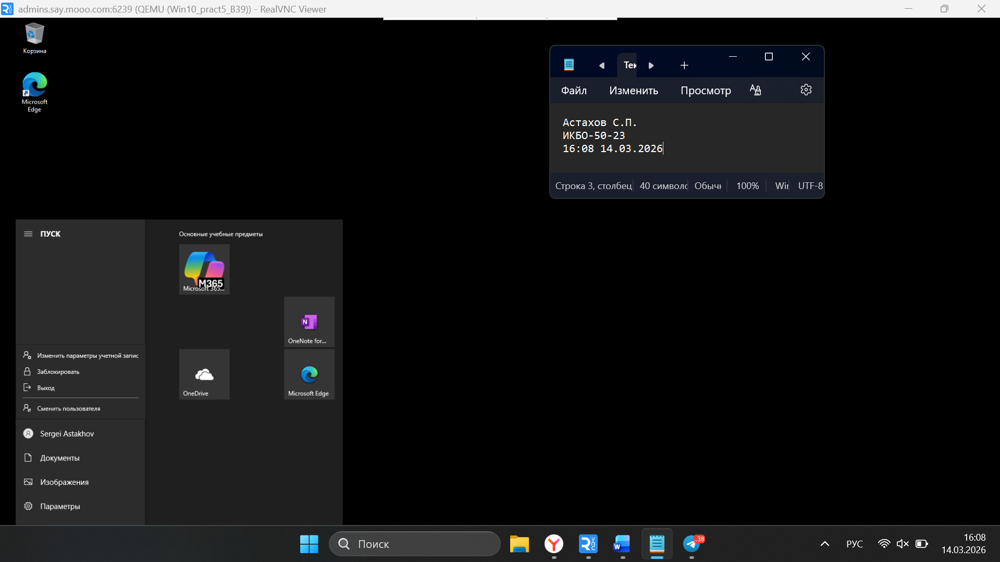 admins.say.mooo.com:6239 (QEMU (Win10_pract5_B39)) - RealVNC Viewer
Корзина
Microsoft
Edge
Тек
Файл
Изменить
Просмотр
Астахов С.П.
ИКБО-50-23
16:08 14.03.2026
Строка 3, столбец
40 символс
Обычн
100%
Wir
UTF-8
ПУСК
Основные учебные предметы
M365
Microsoft 365...
OneNote for...
OneDrive
Microsoft Edge
Изменить параметры учетной запис
Заблокировать
Выход
Сменить пользователя
Sergei Astakhov
Документы
Изображения
Параметры
Поиск
..38
РУС
16:08
14.03.2026